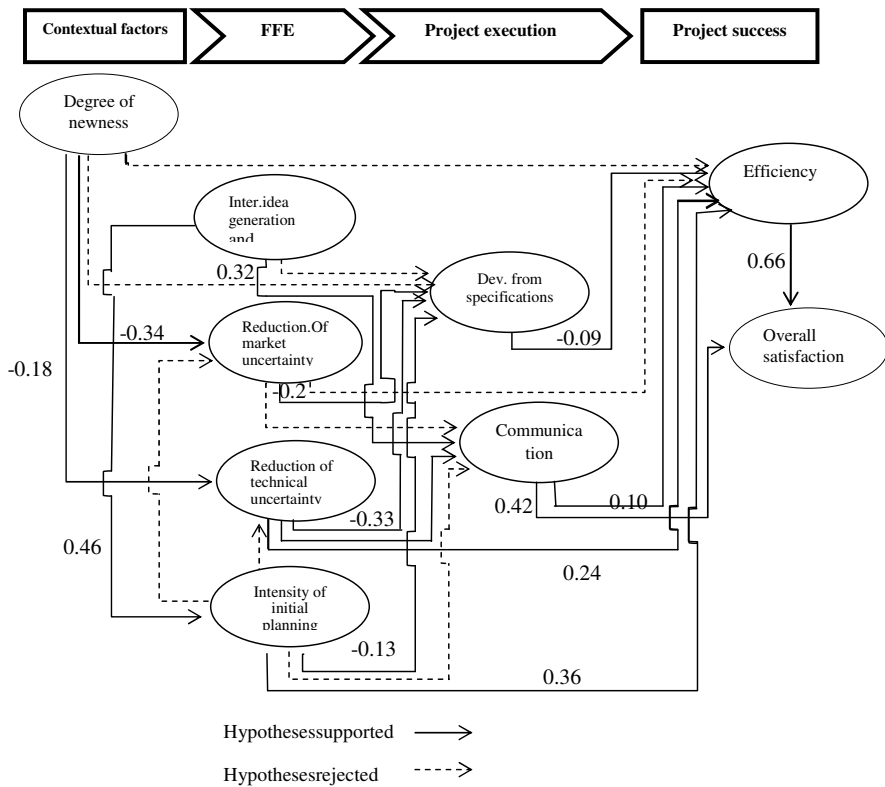 Contextual factors
FFE
Project execution
Project success
Degree of
newness
Inter.idea
generation
and
Efficiency
0.32
Dev. from
specifications
0.66
-0.34
Reduction.Of
market
uncertainty
-0.09
Overall
satisfaction
-0.18
-0.2
Communica
tion
Reduction of
technical
uncertainty
0.42
0.10
-0.33
0.46
0.24
Intensity of
initial
planning
-0.13
0.36
Hypothesessupported
Hypothesesrejected